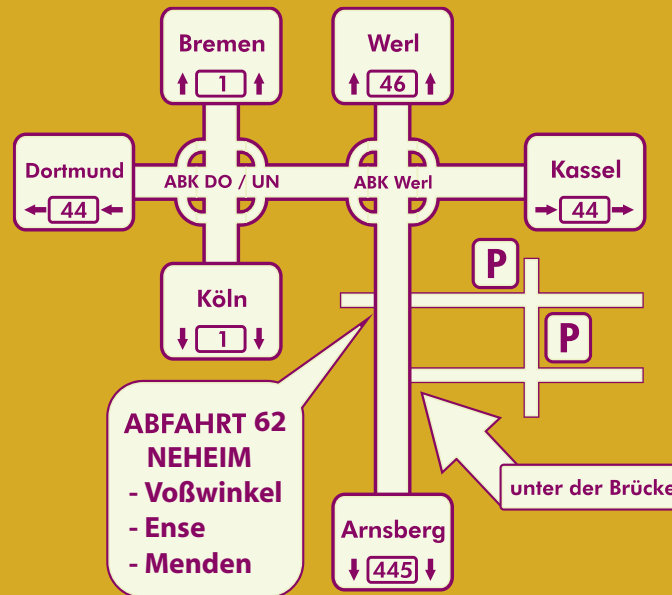 Bremen
1
Werl
46
Dortmund
44
ABK DO / UN
ABK Werl
Kassel
44
P
Köln
1
P
ABFAHRT 62
NEHEIM
- Voßwinkel
- Ense
- Menden
unter der Brücke
Arnsberg
445